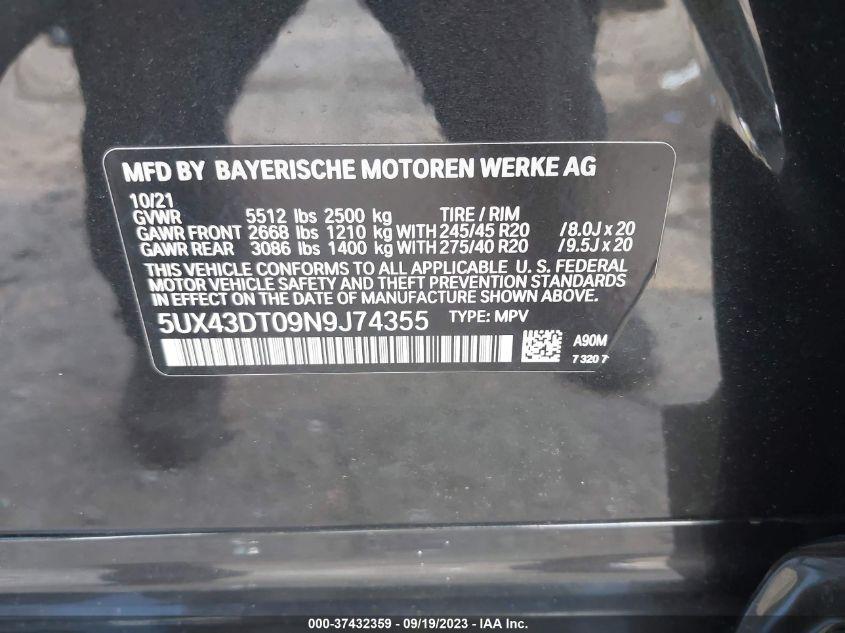 MFD BY BAYERISCHE MOTOREN WERKE AG
10/21
GVWR 5512 lbs 2500 kg TIRE / RIM
GAWR FRONT 2668 lbs 1210 kg WITH 245/45 R20 /8.0J x 20
GAWR REAR 3086 lbs 1400 kg WITH 275/40 R20 /9.5J x 20
THIS VEHICLE CONFORMS TO ALL APPLICABLE U. S. FEDERAL
MOTOR VEHICLE SAFETY AND THEFT PREVENTION STANDARDS
IN EFFECT ON THE DATE OF MANUFACTURE SHOWN ABOVE.
5UX43DT09N9J74355 TYPE: MPV
A90M
7 320 7
000-37432359 - 09/19/2023 - IAA Inc.